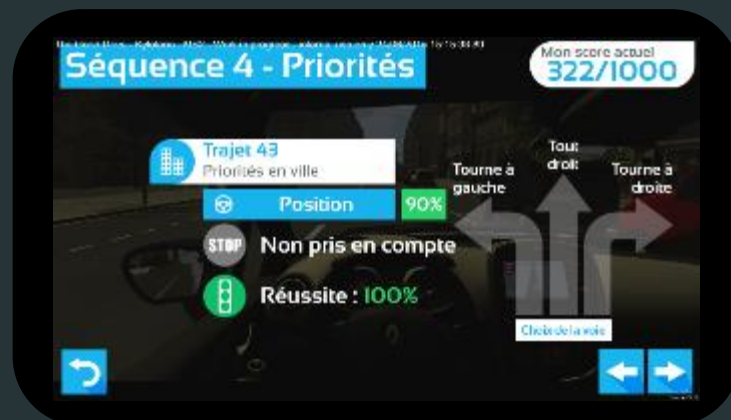 Séquence 4 - Priorités
Mon score actuel
322/1000
Trajet 43
Priorités en ville
Position 90%
STOP Non pris en compte
Réussite : 100%
Tourne à
gauche
Tout
droit
Tourne à
droite
Choix de la voie